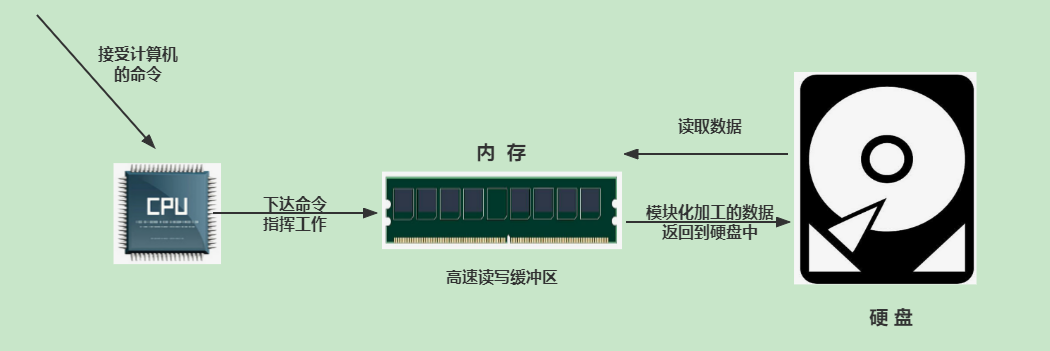 接受计算机
的命令
读取数据
内 存
CPU
下达命令
指挥工作
模块化加工的数据
返回到硬盘中
高速读写缓冲区
硬 盘